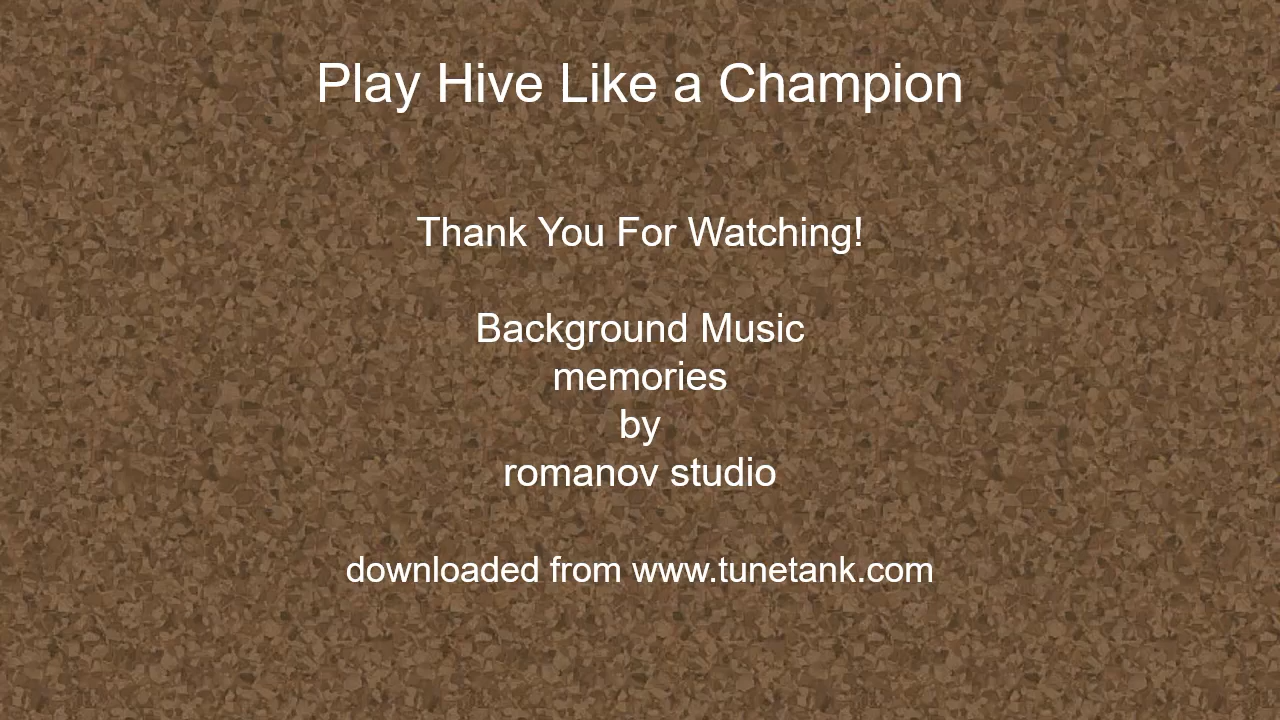 Play Hive Like a Champion
Thank You For Watching!
Background Music
memories
by
romanov studio
downloaded from www.tunetank.com